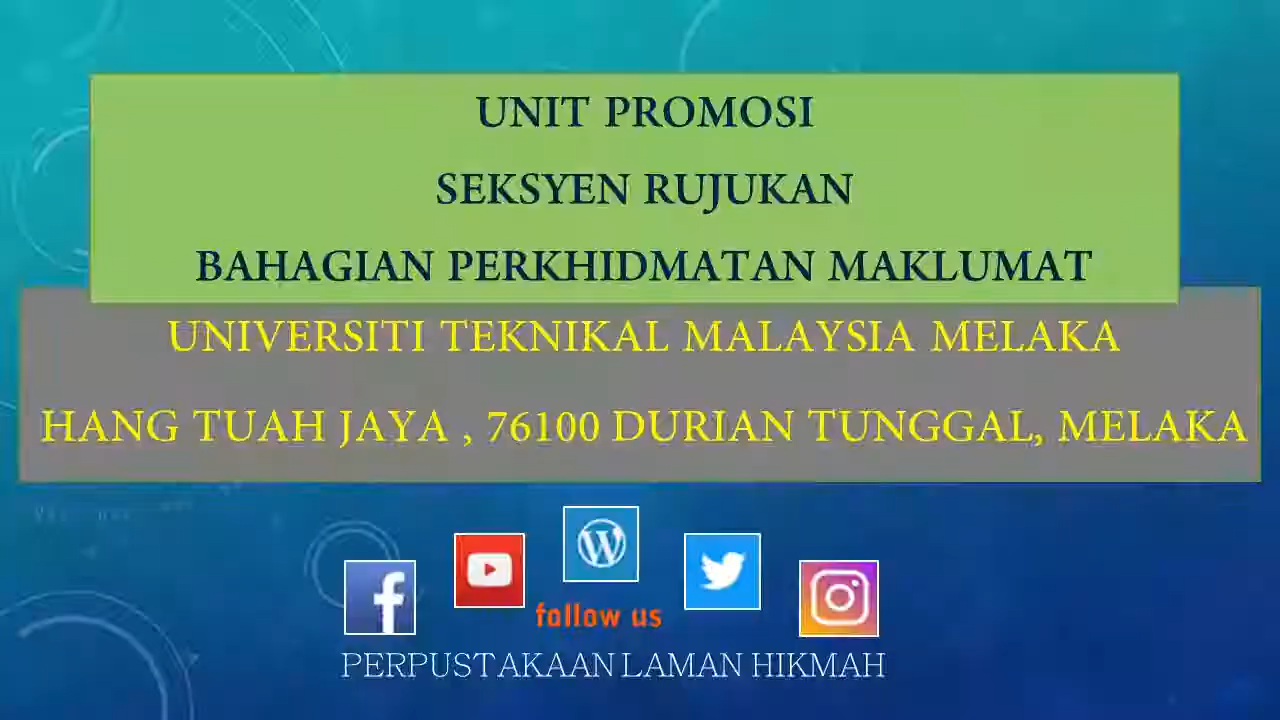 UNIT PROMOSI
SEKSYEN RUJUKAN
BAHAGIAN PERKHIDMATAN MAKLUMAT
UNIVERSITI TEKNIKAL MALAYSIA MELAKA
HANG TUAH JAYA , 76100 DURIAN TUNGGAL, MELAKA
follow us
PERPUSTAKAAN LAMAN HIKMAH